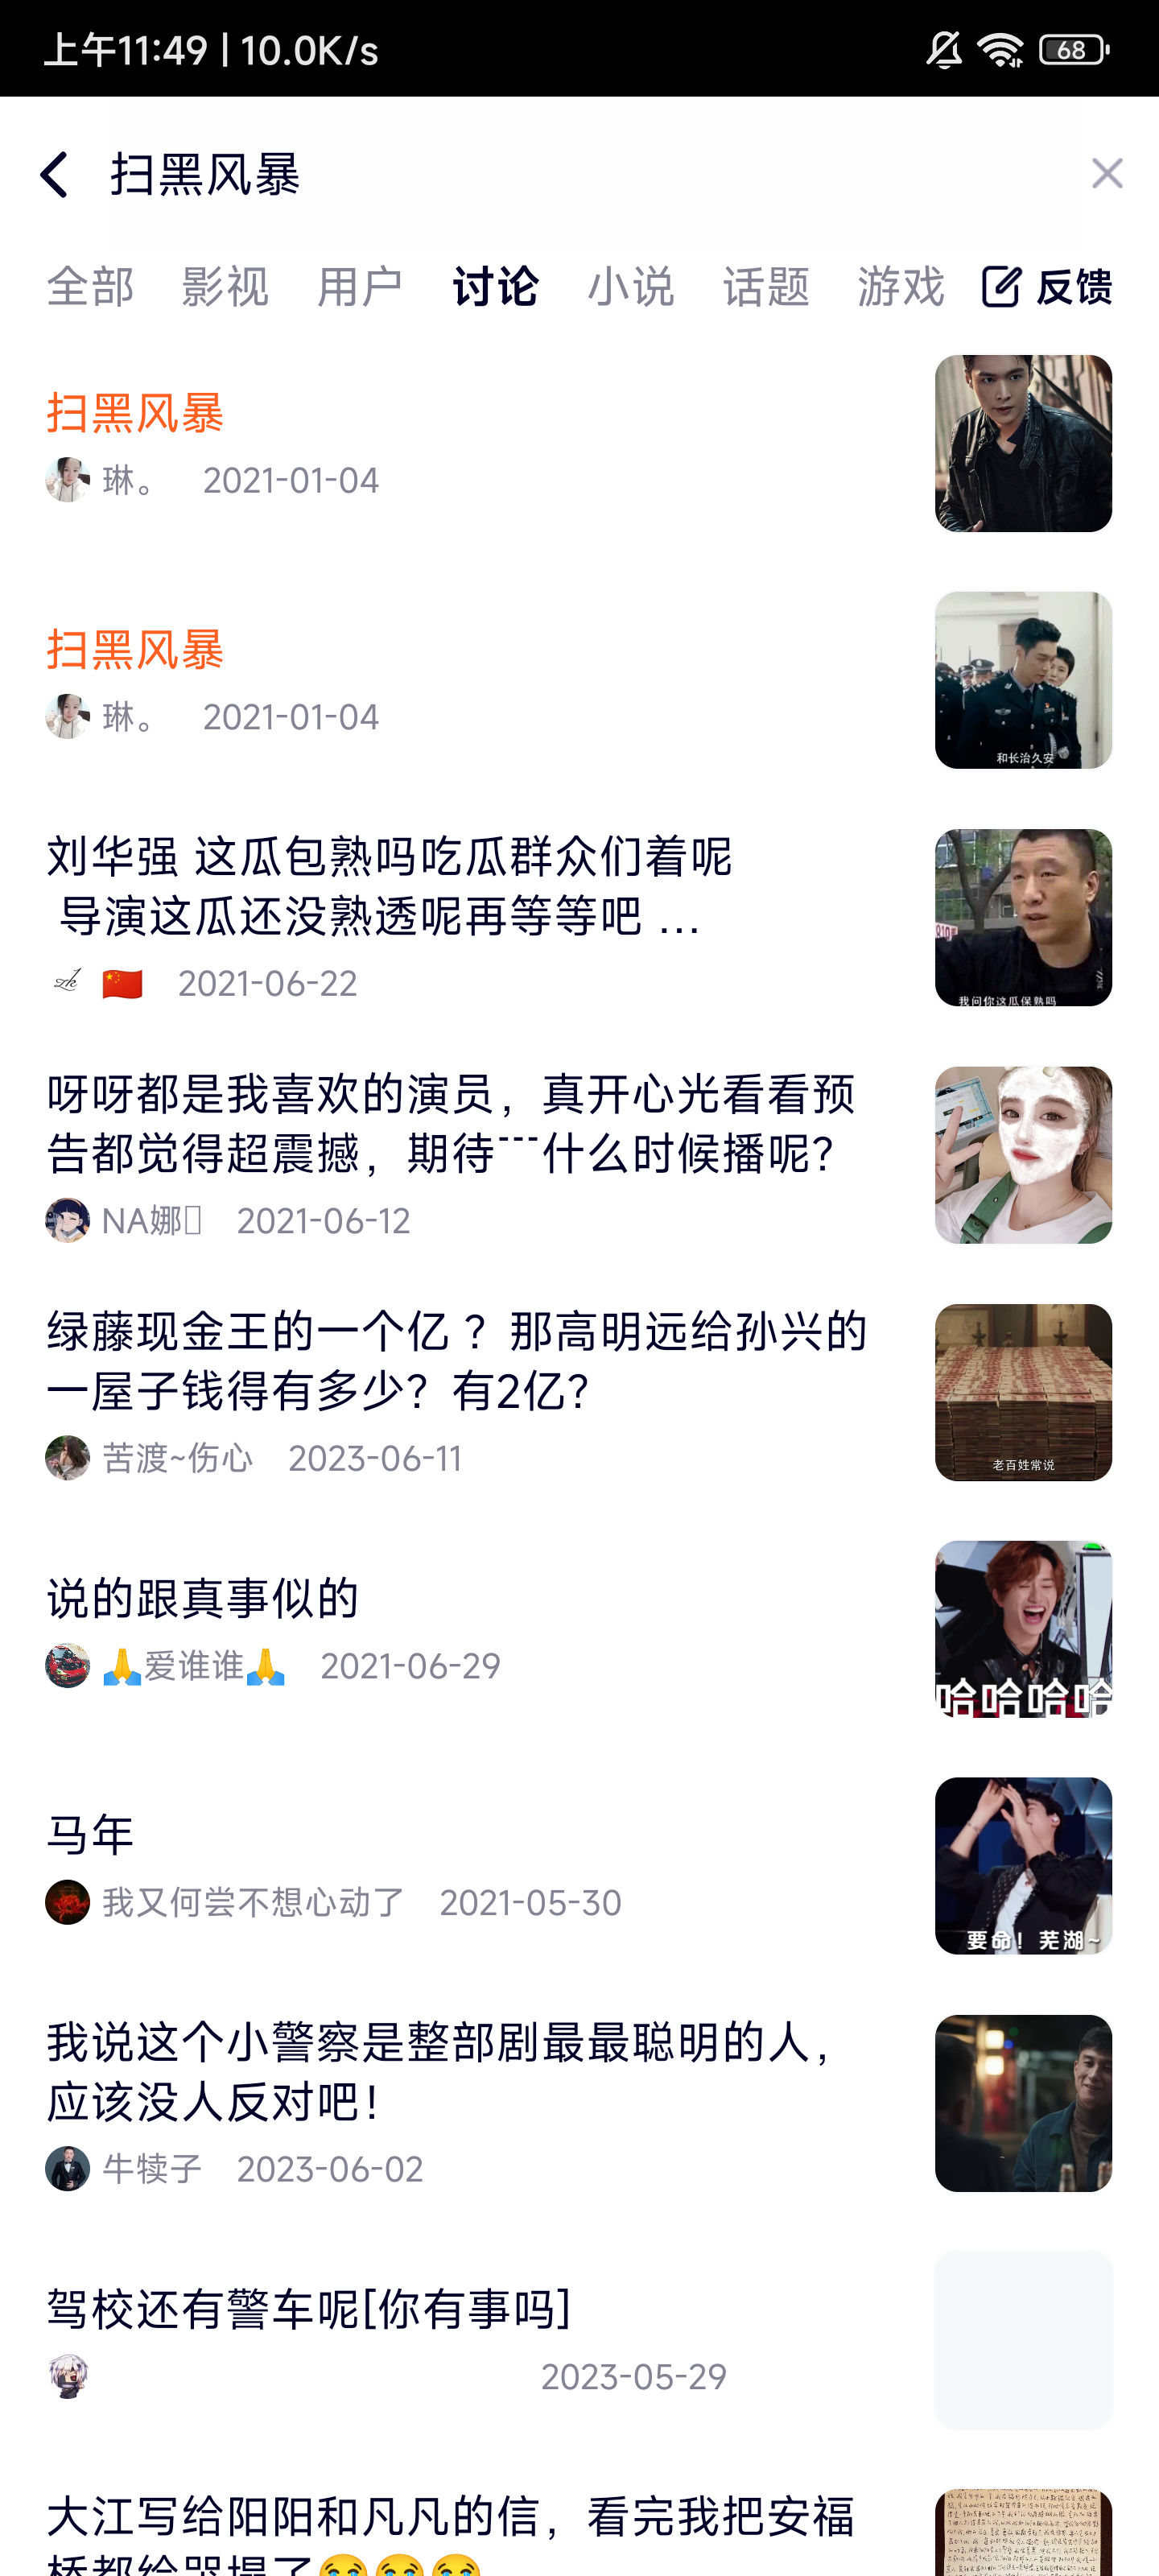 上午11:49 | 10.0K/s
68
扫黑风暴
全部 影视 用户 讨论 小说 话题 游戏 反馈
扫黑风暴
琳。 2021-01-04
扫黑风暴
琳。 2021-01-04
和长治久安
刘华强 这瓜包熟吗吃瓜群众们着呢
导演这瓜还没熟透呢再等等吧 ...
🇨🇳 2021-06-22
我问你这瓜保熟吗
呀呀都是我喜欢的演员，真开心光看看预
告都觉得超震撼，期待---什么时候播呢？
NA娜 2021-06-12
绿藤现金王的一个亿？那高明远给孙兴的
一屋子钱得有多少？有2亿？
苦渡~伤心 2023-06-11
老百姓常说
说的跟真事似的
🙏爱谁谁🙏 2021-06-29
哈哈哈哈
马年
我又何尝不想心动了 2021-05-30
要命！芜湖~
我说这个小警察是整部剧最最聪明的人，
应该没人反对吧！
牛犊子 2023-06-02
驾校还有警车呢[你有事吗]
2023-05-29
大江写给阳阳和凡凡的信，看完我把安福
桥都给哭塌了😢😢😢